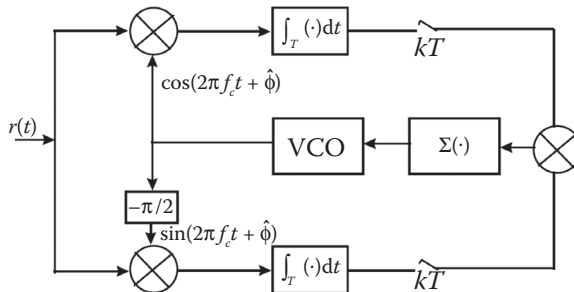 ∫_T (·)dt
kT
cos(2πf_c t + φ̂)
r(t)
VCO
Σ(·)
−π/2
sin(2πf_c t + φ̂)
∫_T (·)dt
kT